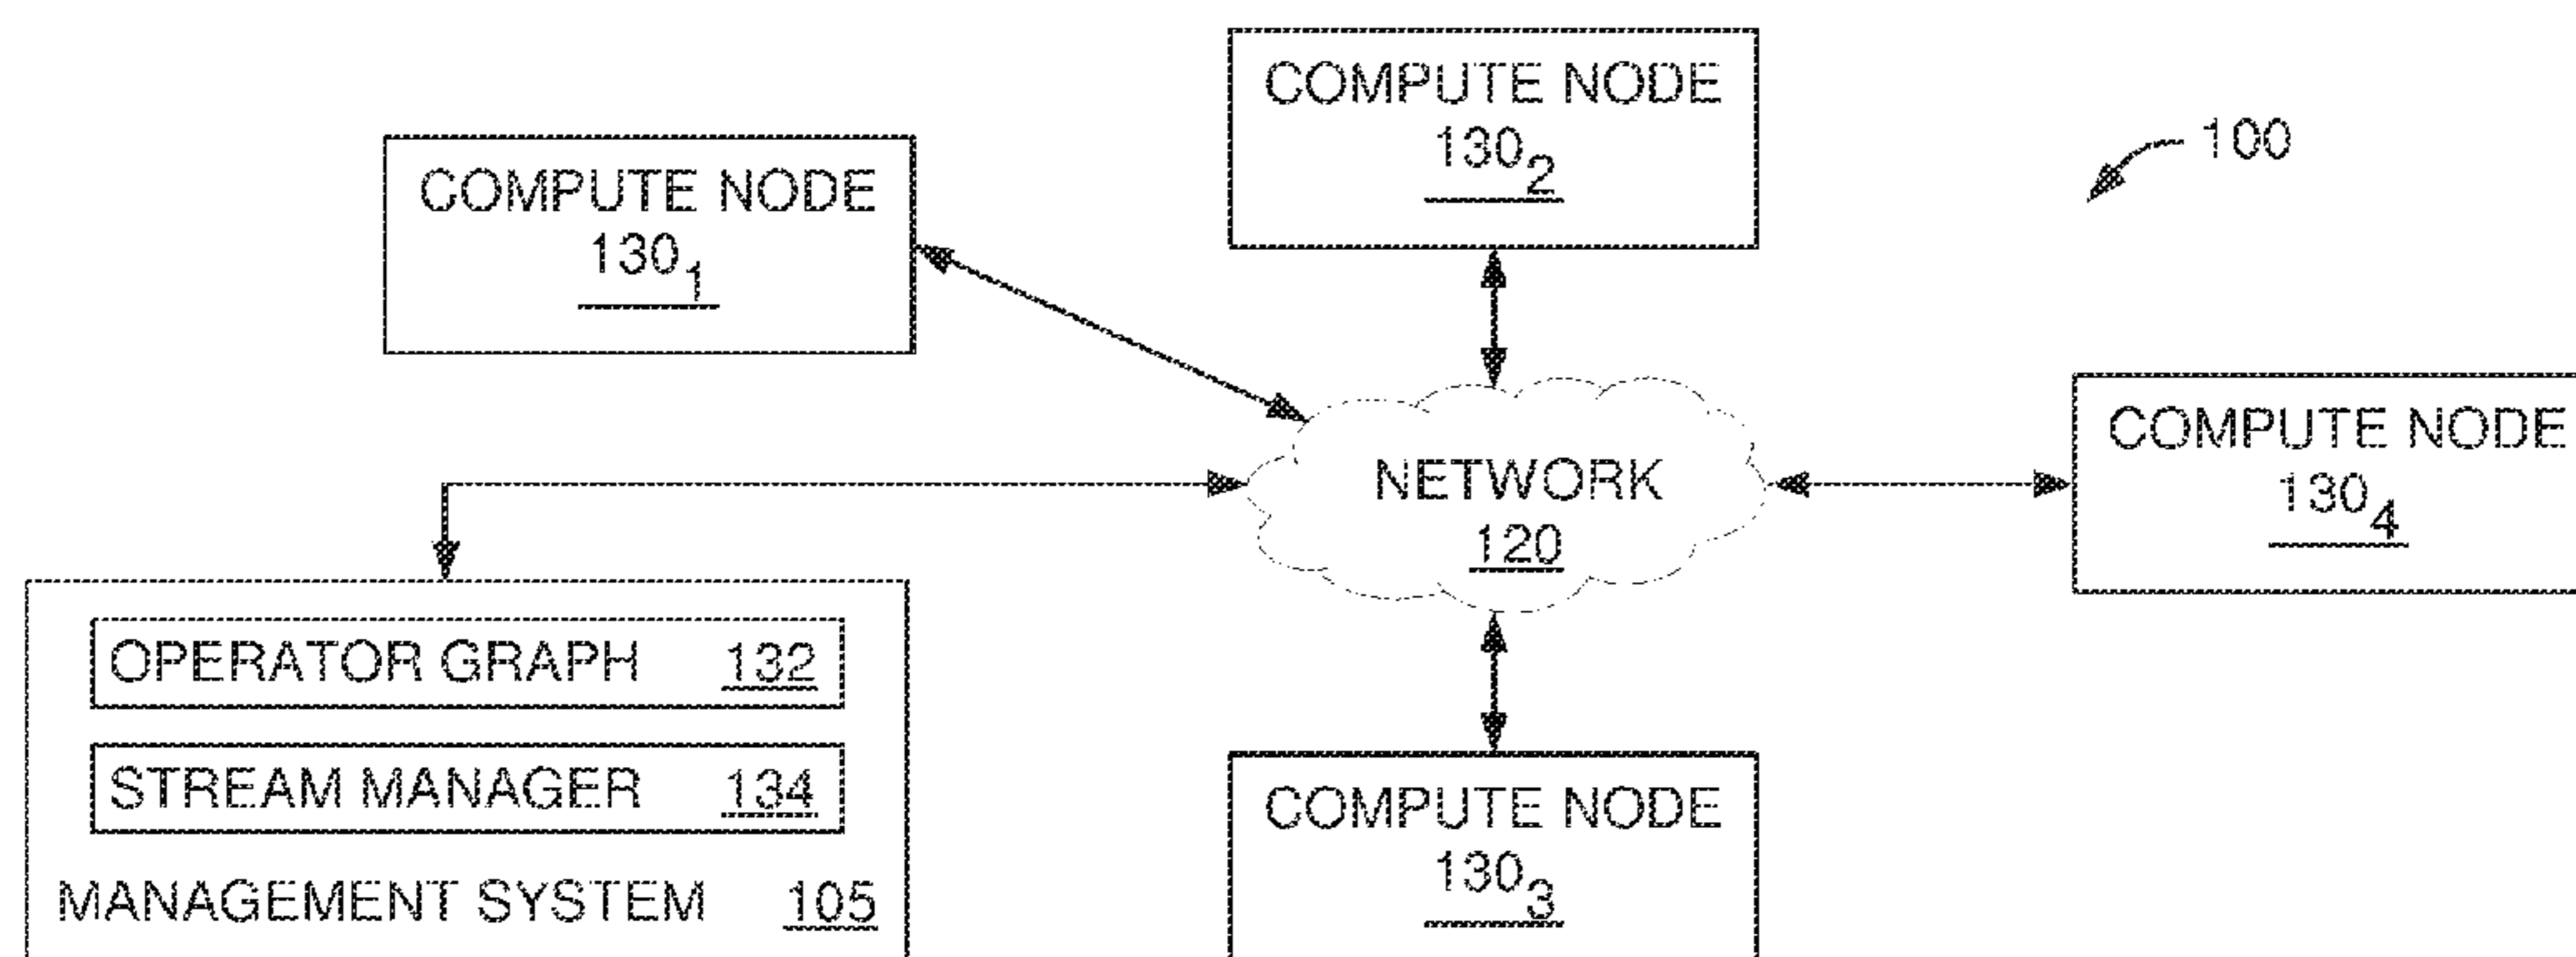 COMPUTE NODE
130₂
100
COMPUTE NODE
130₁
COMPUTE NODE
130₄
NETWORK
120
OPERATOR GRAPH 132
STREAM MANAGER 134
MANAGEMENT SYSTEM 105
COMPUTE NODE
130₃